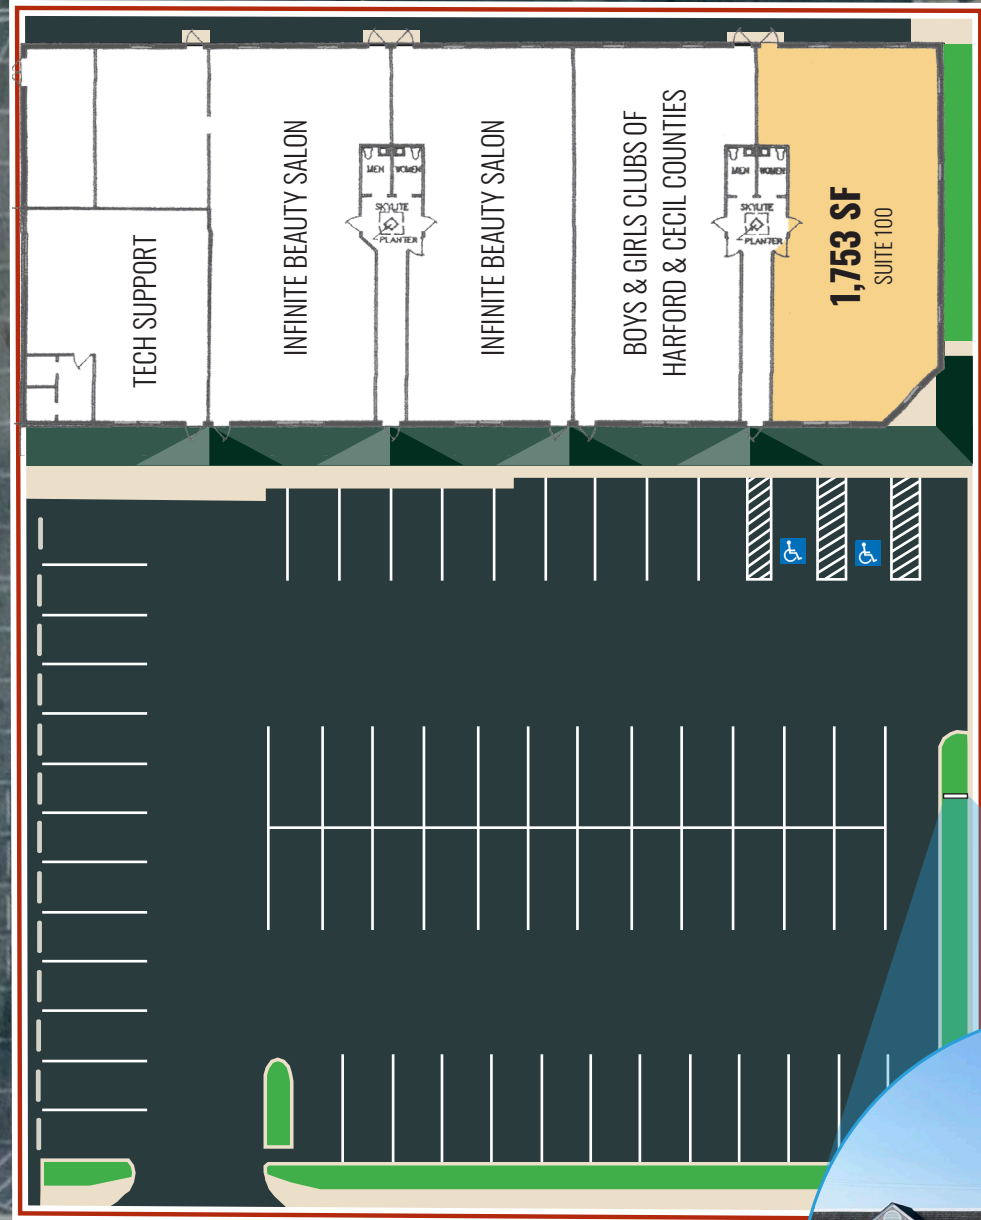 TECH SUPPORT
INFINITE BEAUTY SALON
MEN WOMEN
SKYLITE
PLANTER
INFINITE BEAUTY SALON
BOYS & GIRLS CLUBS OF
HARFORD & CECIL COUNTIES
MEN WOMEN
SKYLITE
PLANTER
1,753 SF
SUITE 100